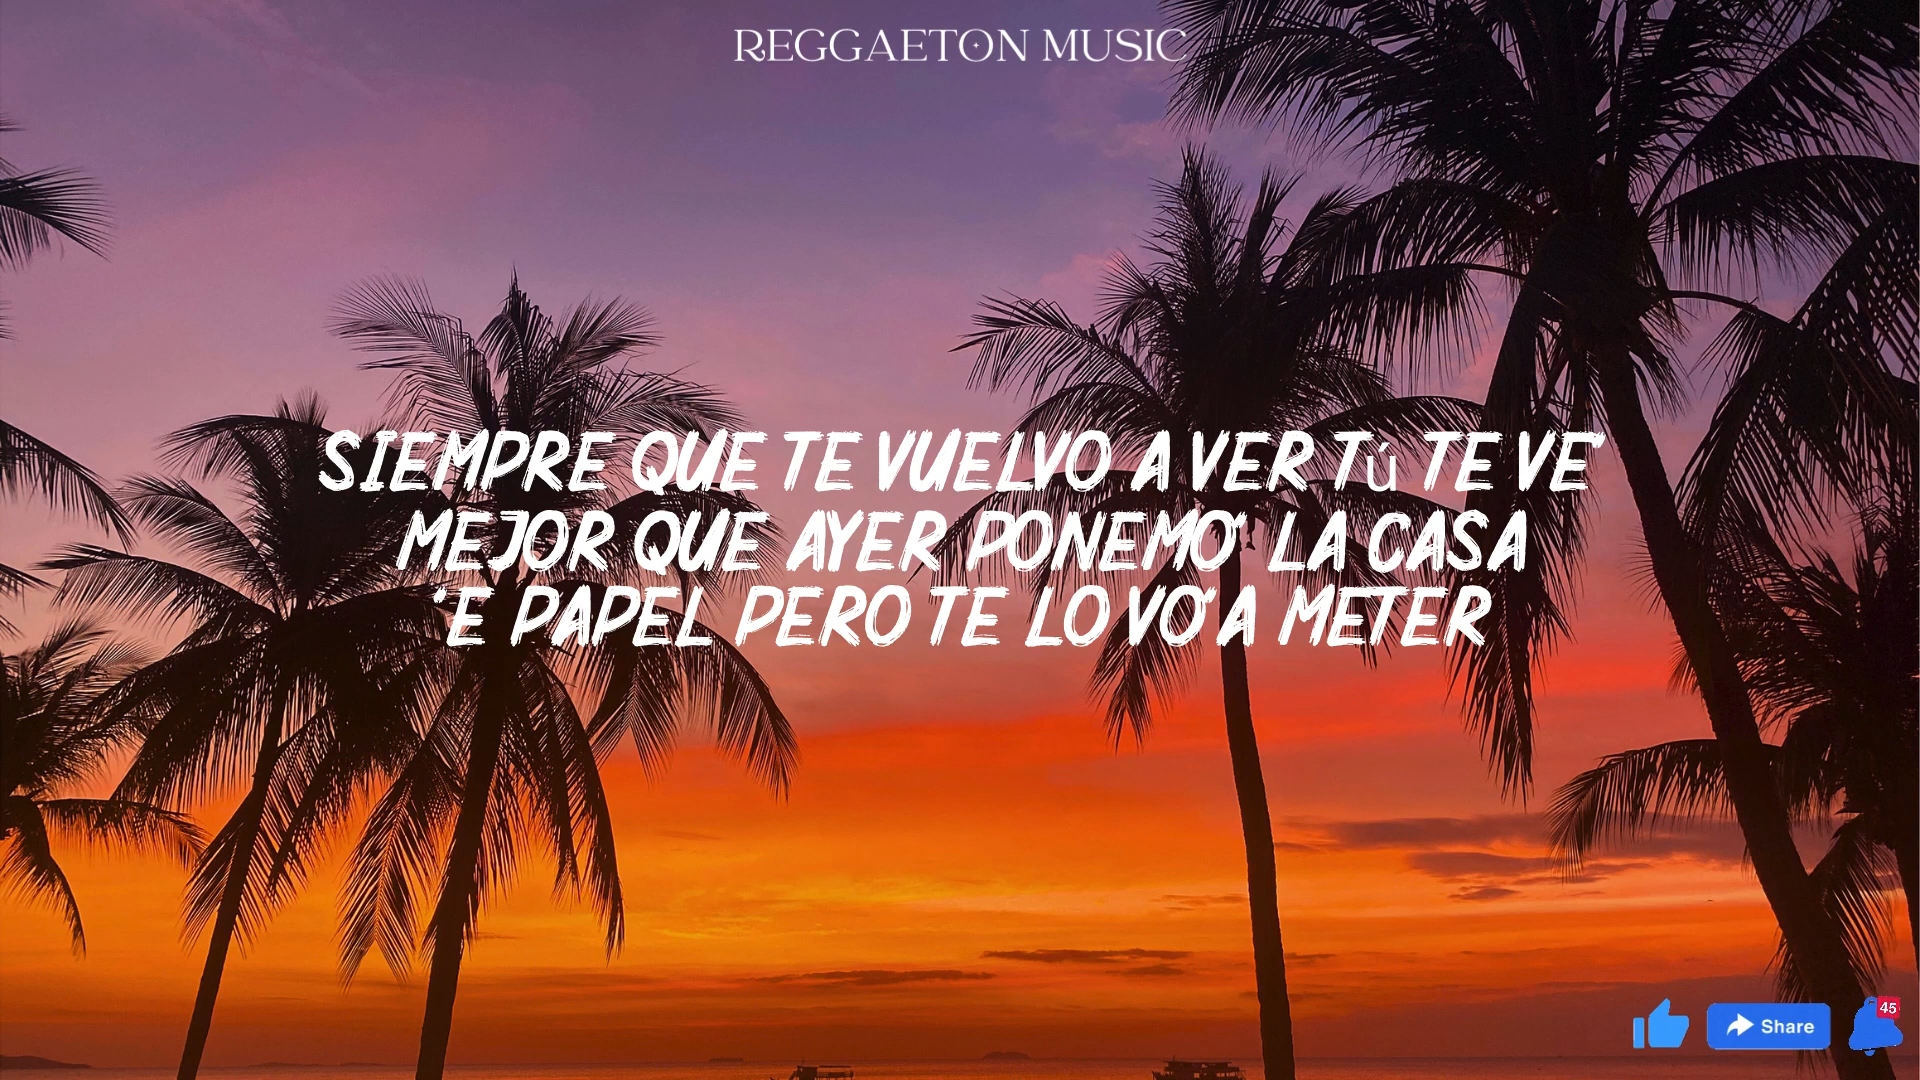 REGGAETON MUSIC
SIEMPRE QUE TE VUELVO A VER Tú TE VE'
MEJOR QUE AYER PONEMO' LA CASA
'E PAPEL PERO TE LO VO'A METER
Share
45